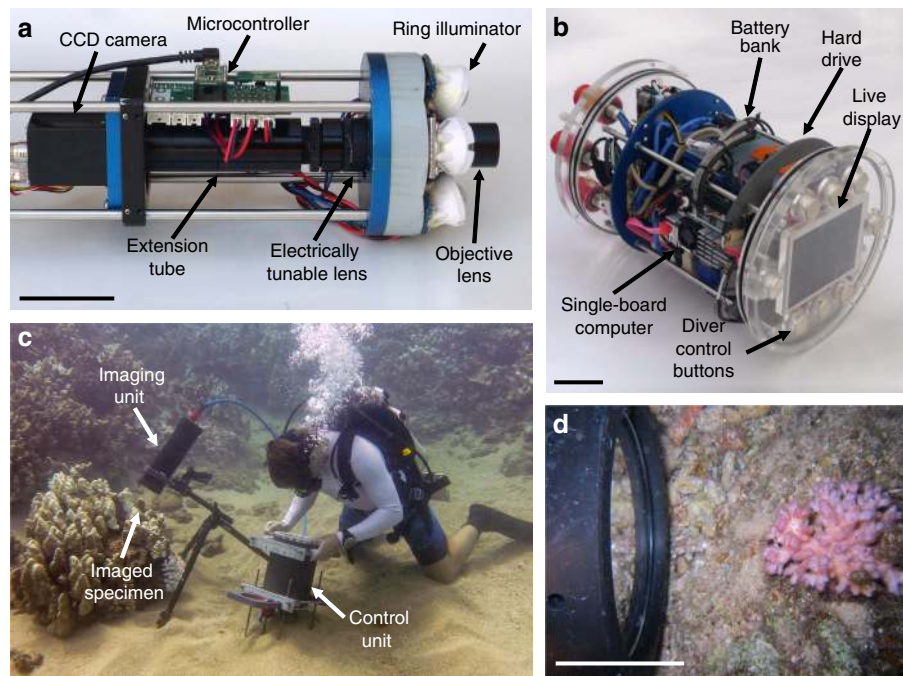 a
CCD camera
Microcontroller
Ring illuminator
Extension
tube
Electrically
tunable lens
Objective
lens
b
Battery
bank
Hard
drive
Live
display
Single-board
computer
Diver
control
buttons
c
Imaging
unit
Imaged
specimen
Control
unit
d